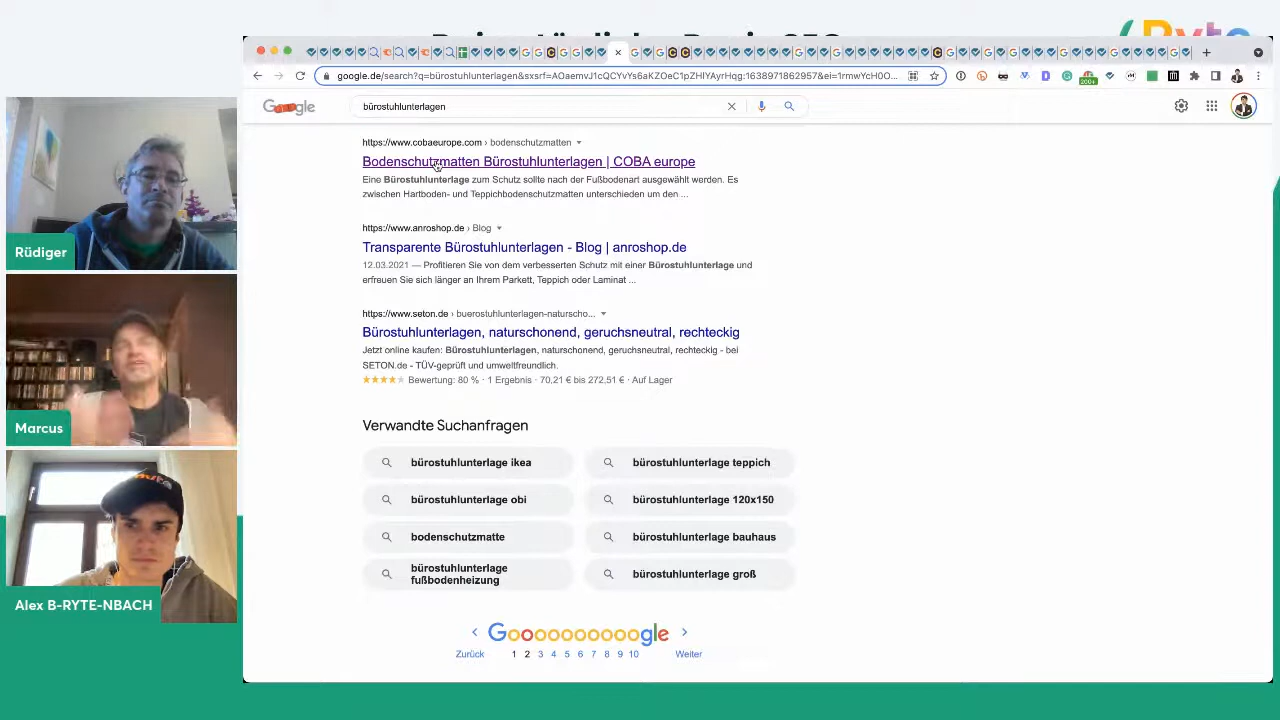 Ryte
google.de/search?q=bürostuhlunterlagen&sxsrf=AOaemvJ1cQCYvYs6aKZOeC1pZHIYAyrHqg:1638971862957&ei=1rmwYcH0O...
200+
Google
bürostuhlunterlagen
https://www.cobaeurope.com › bodenschutzmatten
Bodenschutzmatten Bürostuhlunterlagen | COBA europe
Eine Bürostuhlunterlage zum Schutz sollte nach der Fußbodenart ausgewählt werden. Es
zwischen Hartboden- und Teppichbodenschutzmatten unterschieden um den ...
https://www.anroshop.de › Blog
Transparente Bürostuhlunterlagen - Blog | anroshop.de
12.03.2021 — Profitieren Sie von dem verbesserten Schutz mit einer Bürostuhlunterlage und
erfreuen Sie sich länger an Ihrem Parkett, Teppich oder Laminat ...
https://www.seton.de › buerostuhlunterlagen-naturscho...
Bürostuhlunterlagen, naturschonend, geruchsneutral, rechteckig
Jetzt online kaufen: Bürostuhlunterlagen, naturschonend, geruchsneutral, rechteckig - bei
SETON.de - TÜV-geprüft und umweltfreundlich.
Bewertung: 80 % · 1 Ergebnis · 70,21 € bis 272,51 € · Auf Lager
Verwandte Suchanfragen
bürostuhlunterlage ikea
bürostuhlunterlage teppich
bürostuhlunterlage obi
bürostuhlunterlage 120x150
bodenschutzmatte
bürostuhlunterlage bauhaus
bürostuhlunterlage
fußbodenheizung
bürostuhlunterlage groß
Goooooooooogle
Zurück 1 2 3 4 5 6 7 8 9 10 Weiter
Rüdiger
Marcus
Alex B-RYTE-NBACH